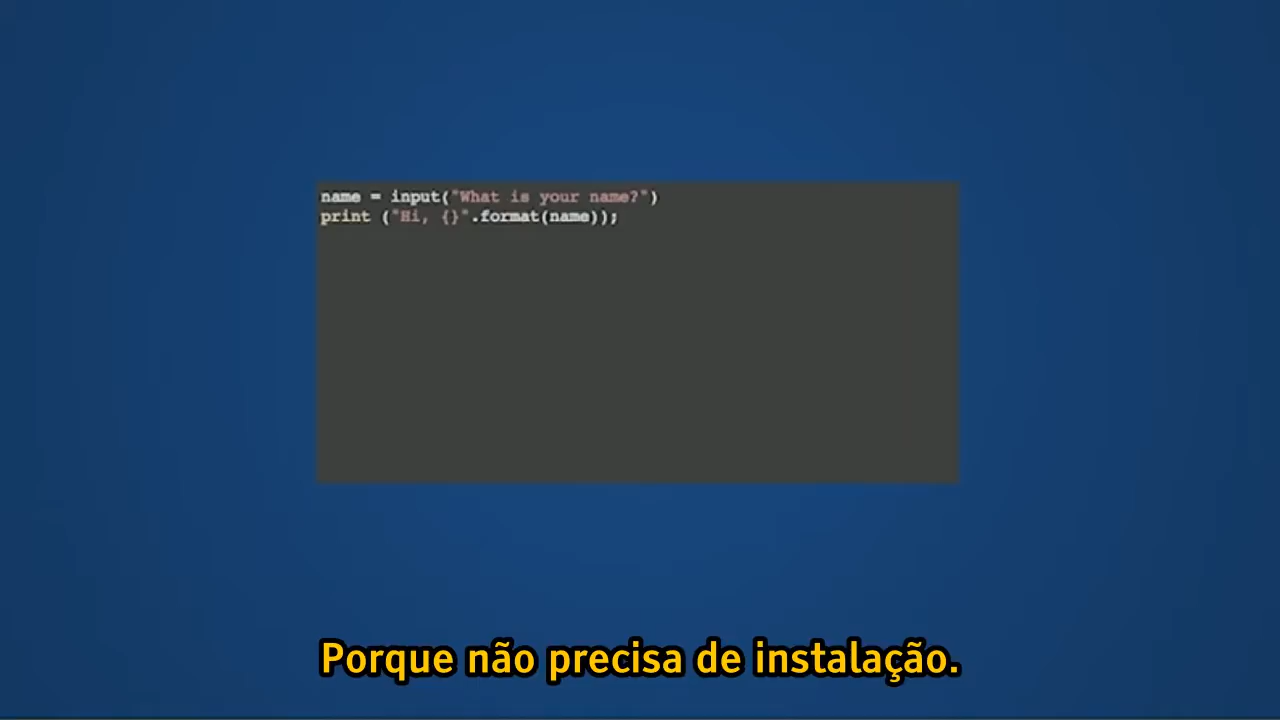 name = input("What is your name?")
print ("Hi, {}".format(name));
Porque não precisa de instalação.